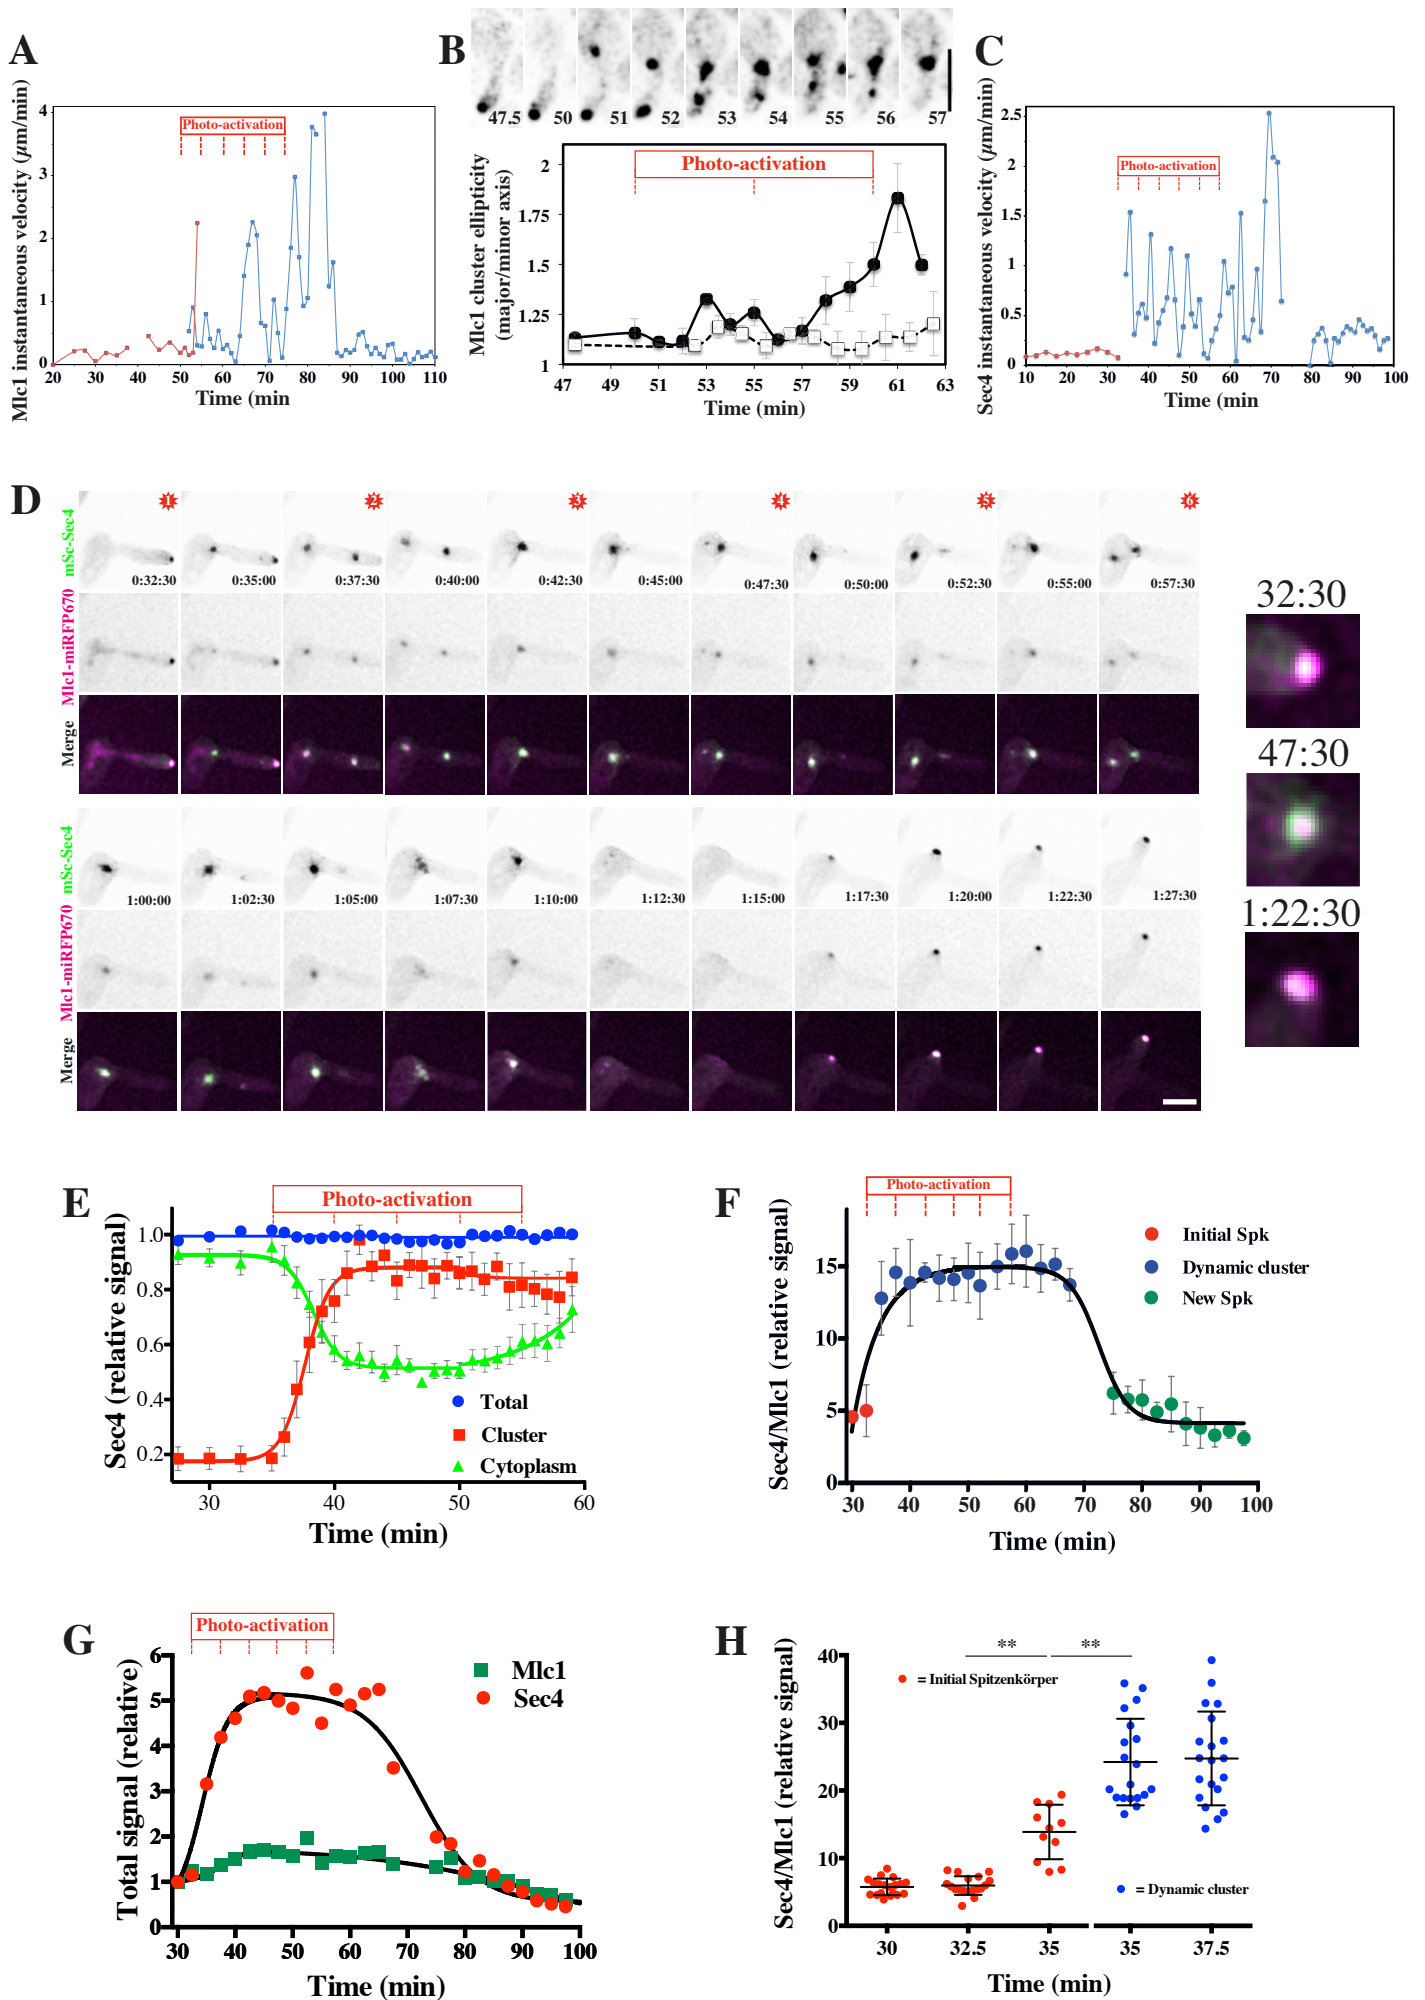 A
Mlc1 instantaneous velocity (µm/min)
4
3
2
1
0
Photo-activation
20 30 40 50 60 70 80 90 100 110
Time (min
B
47.5 50 51 52 53 54 55 56 57
Mlc1 cluster ellipticity
(major/minor axis)
2
1.75
1.5
1.25
1
Photo-activation
47 49 51 53 55 57 59 61 63
Time (min)
C
Sec4 instantaneous velocity (µm/min)
2.5
2
1.5
1
0.5
0
Photo-activation
10 20 30 40 50 60 70 80 90 100
Time (min
D
mSc-Sec4
1 2 3 4 5 6
0:32:30 0:35:00 0:37:30 0:40:00 0:42:30 0:45:00 0:47:30 0:50:00 0:52:30 0:55:00 0:57:30
Mlc1-miRFP670
Merge
mSc-Sec4
1:00:00 1:02:30 1:05:00 1:07:30 1:10:00 1:12:30 1:15:00 1:17:30 1:20:00 1:22:30 1:27:30
Mlc1-miRFP670
Merge
32:30
47:30
1:22:30
E
Sec4 (relative signal)
1.0
0.8
0.6
0.4
0.2
Photo-activation
Total
Cluster
Cytoplasm
30 40 50 60
Time (min)
F
Sec4/Mlc1 (relative signal)
15
10
5
0
Photo-activation
Initial Spk
Dynamic cluster
New Spk
30 40 50 60 70 80 90 100
Time (min)
G
Total signal (relative)
6
5
4
3
2
1
0
Photo-activation
Mlc1
Sec4
30 40 50 60 70 80 90 100
Time (min)
H
Sec4/Mlc1 (relative signal)
40
30
20
10
0
** **
= Initial Spitzenkörper
= Dynamic cluster
30 32.5 35 35 37.5
Time (min)